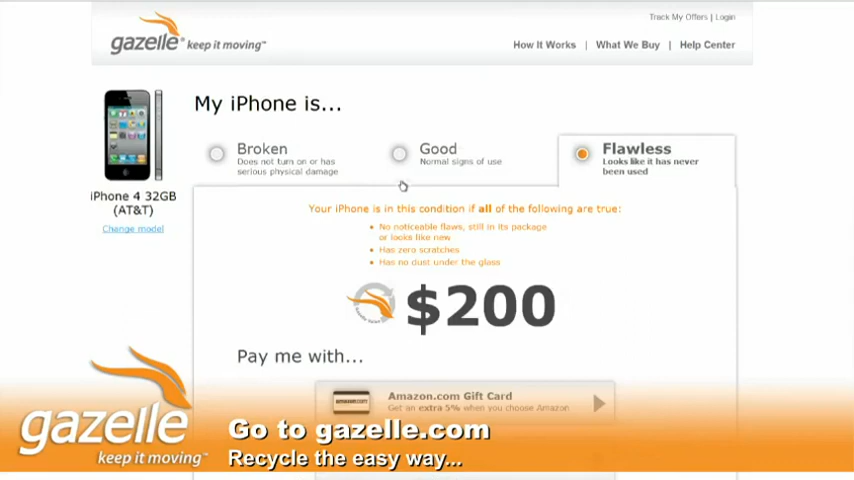 Track My Offers | Login
gazelle® keep it moving™
How It Works | What We Buy | Help Center
My iPhone is...
Broken
Does not turn on or has
serious physical damage
Good
Normal signs of use
Flawless
Looks like it has never
been used
iPhone 4 32GB
(AT&T)
Change model
Your iPhone is in this condition if all of the following are true:
• No noticeable flaws, still in its package
or looks like new
• Has zero scratches
• Has no dust under the glass
$200
Pay me with...
amazon.com
Amazon.com Gift Card
Get an extra 5% when you choose Amazon
gazelle
keep it moving™
Go to gazelle.com
Recycle the easy way...